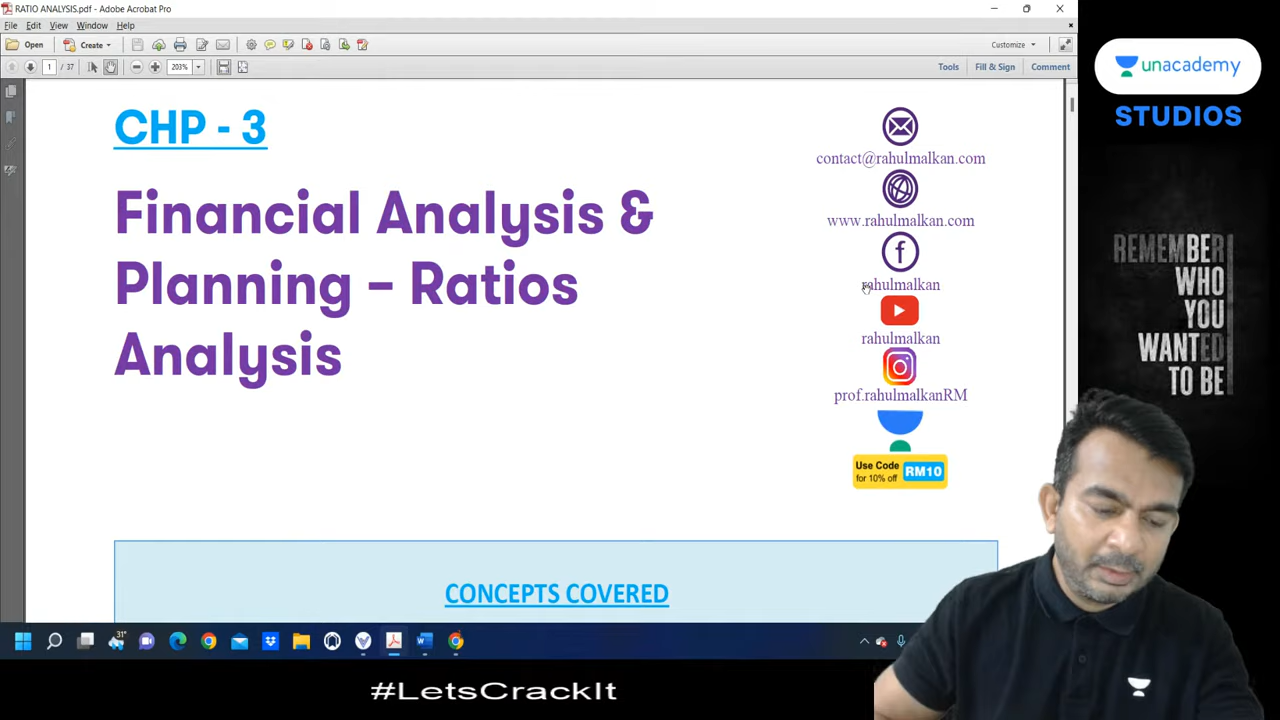 RATIO ANALYSIS.pdf - Adobe Acrobat Pro
File Edit View Window Help
Open Create Customize
1 / 37 203% Tools Fill & Sign Comment
CHP - 3
Financial Analysis &
Planning – Ratios
Analysis
contact@rahulmalkan.com
www.rahulmalkan.com
rahulmalkan
rahulmalkan
prof.rahulmalkanRM
Use Code
for 10% off RM10
CONCEPTS COVERED
31°
#LetsCrackIt
unacademy
STUDIOS
REMEMBER
WHO
YOU
WANTED
TO BE